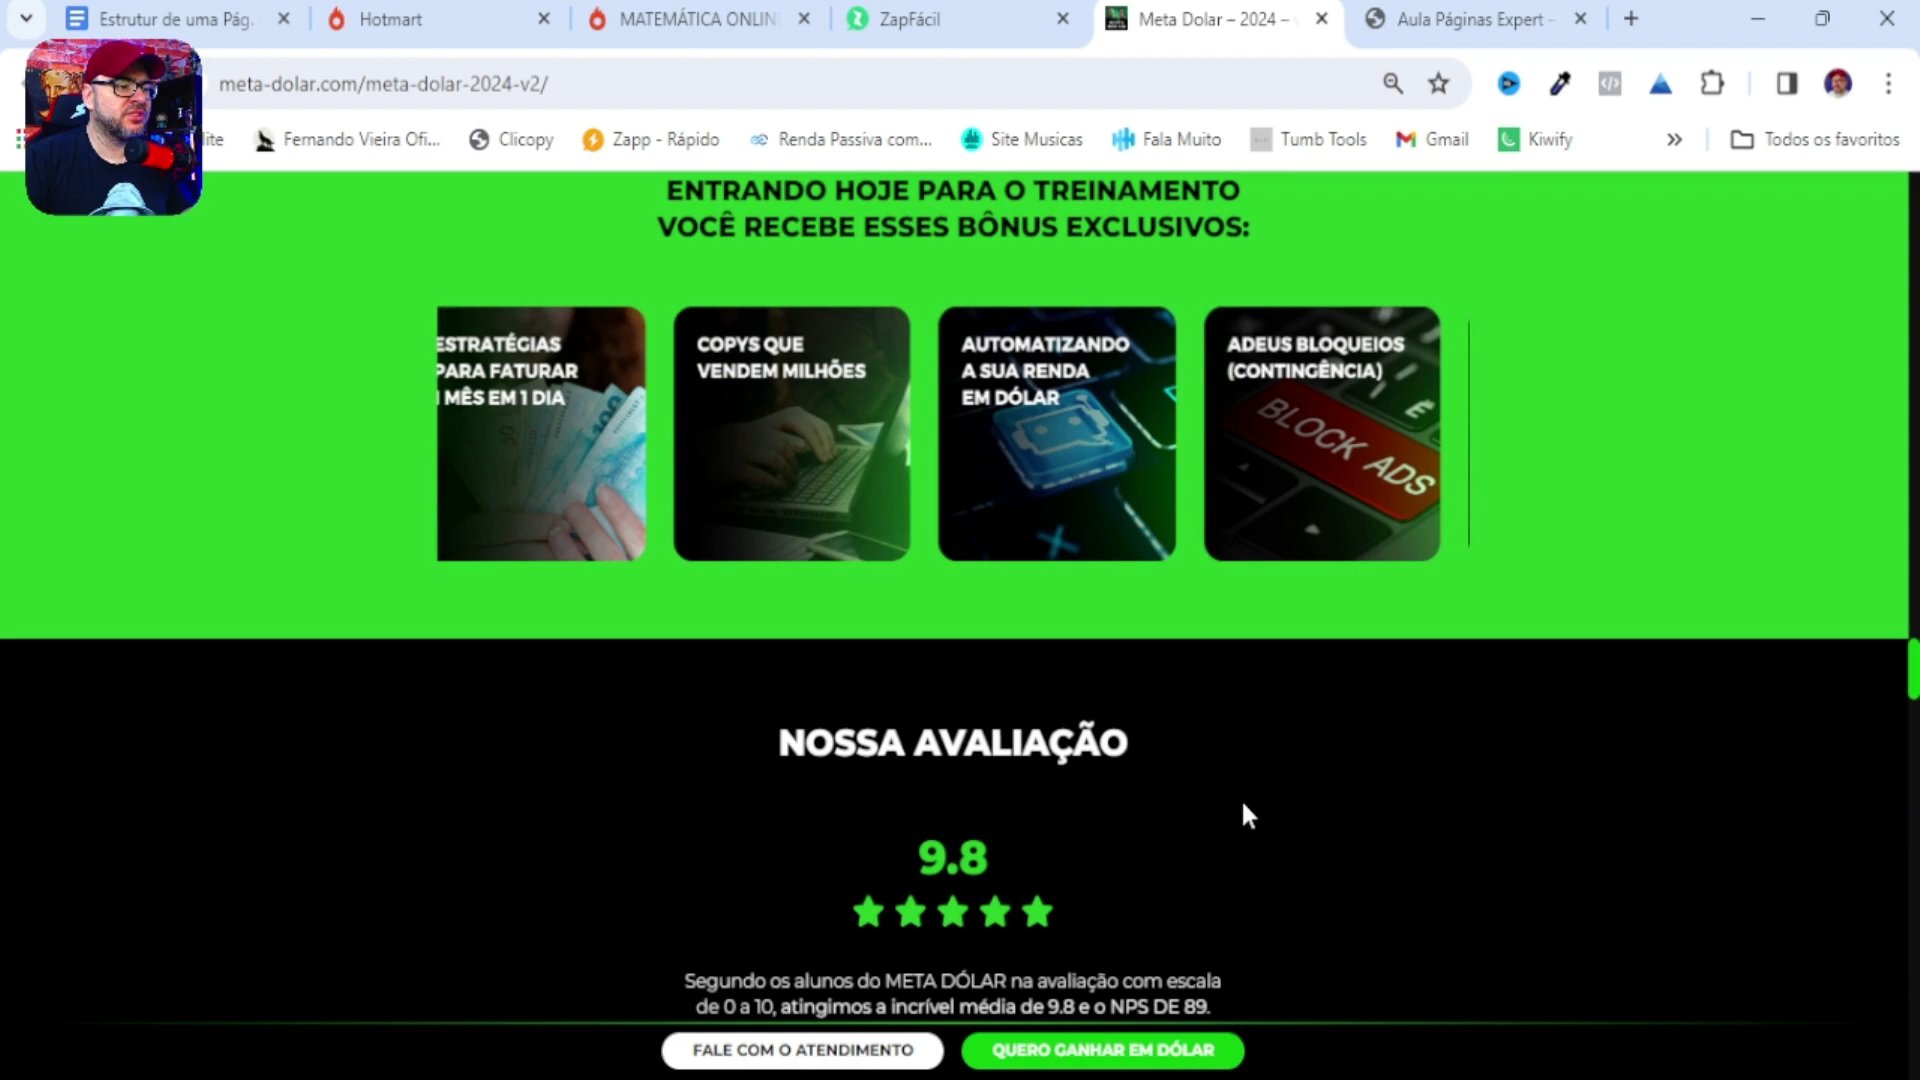 Estrutur de uma Pág
Hotmart
MATEMÁTICA ONLIN
ZapFácil
Meta Dolar – 2024 –
Aula Páginas Expert –
meta-dolar.com/meta-dolar-2024-v2/
lite
Fernando Vieira Ofi...
Clicopy
Zapp - Rápido
Renda Passiva com...
Site Musicas
Fala Muito
Tumb Tools
Gmail
Kiwify
Todos os favoritos
ENTRANDO HOJE PARA O TREINAMENTO
VOCÊ RECEBE ESSES BÔNUS EXCLUSIVOS:
ESTRATÉGIAS
PARA FATURAR
1 MÊS EM 1 DIA
COPYS QUE
VENDEM MILHÕES
AUTOMATIZANDO
A SUA RENDA
EM DÓLAR
ADEUS BLOQUEIOS
(CONTINGÊNCIA)
BLOCK ADS
NOSSA AVALIAÇÃO
9.8
Segundo os alunos do META DÓLAR na avaliação com escala
de 0 a 10, atingimos a incrível média de 9.8 e o NPS DE 89.
FALE COM O ATENDIMENTO
QUERO GANHAR EM DÓLAR